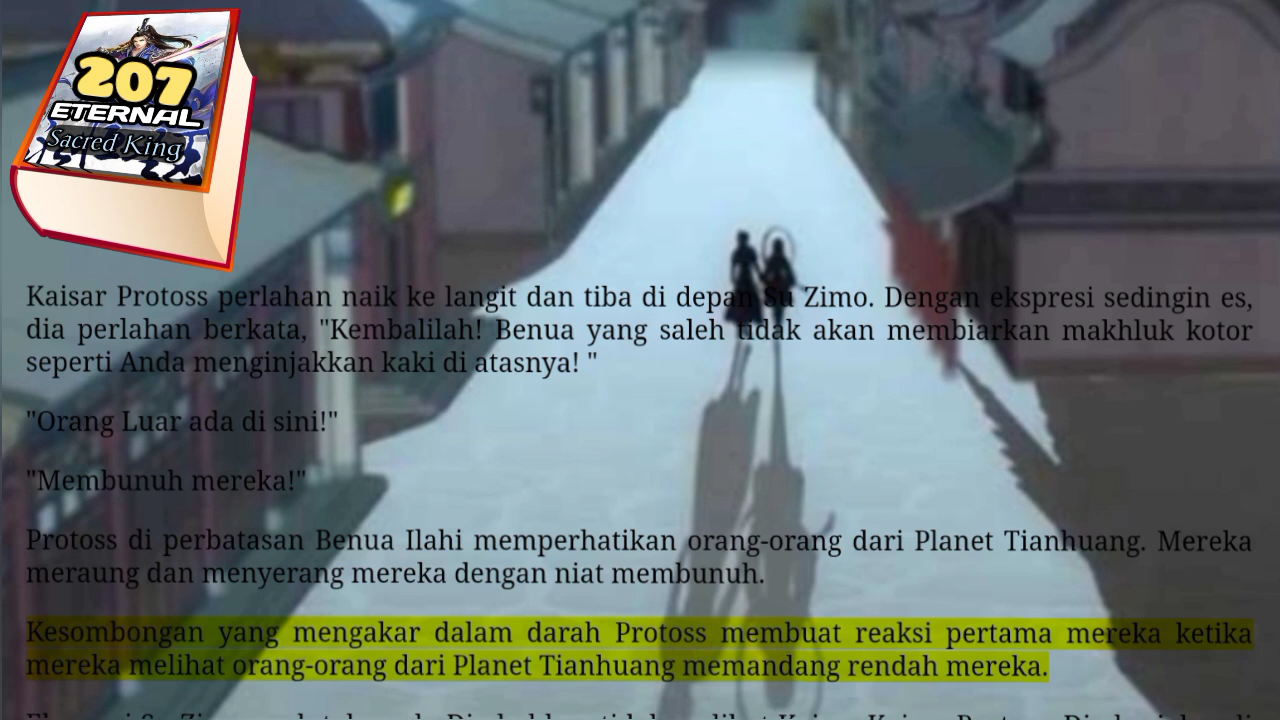 207
ETERNAL
Sacred King
Kaisar Protoss perlahan naik ke langit dan tiba di depan Su Zimo. Dengan ekspresi sedingin es,
dia perlahan berkata, "Kembalilah! Benua yang saleh tidak akan membiarkan makhluk kotor
seperti Anda menginjakkan kaki di atasnya! "
"Orang Luar ada di sini!"
"Membunuh mereka!"
Protoss di perbatasan Benua Ilahi memperhatikan orang-orang dari Planet Tianhuang. Mereka
meraung dan menyerang mereka dengan niat membunuh.
Kesombongan yang mengakar dalam darah Protoss membuat reaksi pertama mereka ketika
mereka melihat orang-orang dari Planet Tianhuang memandang rendah mereka.